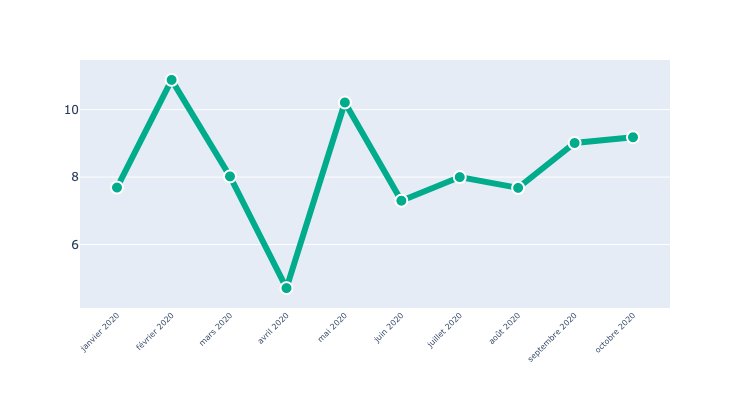 10
8
6
janvier 2020
février 2020
mars 2020
avril 2020
mai 2020
juin 2020
juillet 2020
août 2020
septembre 2020
octobre 2020